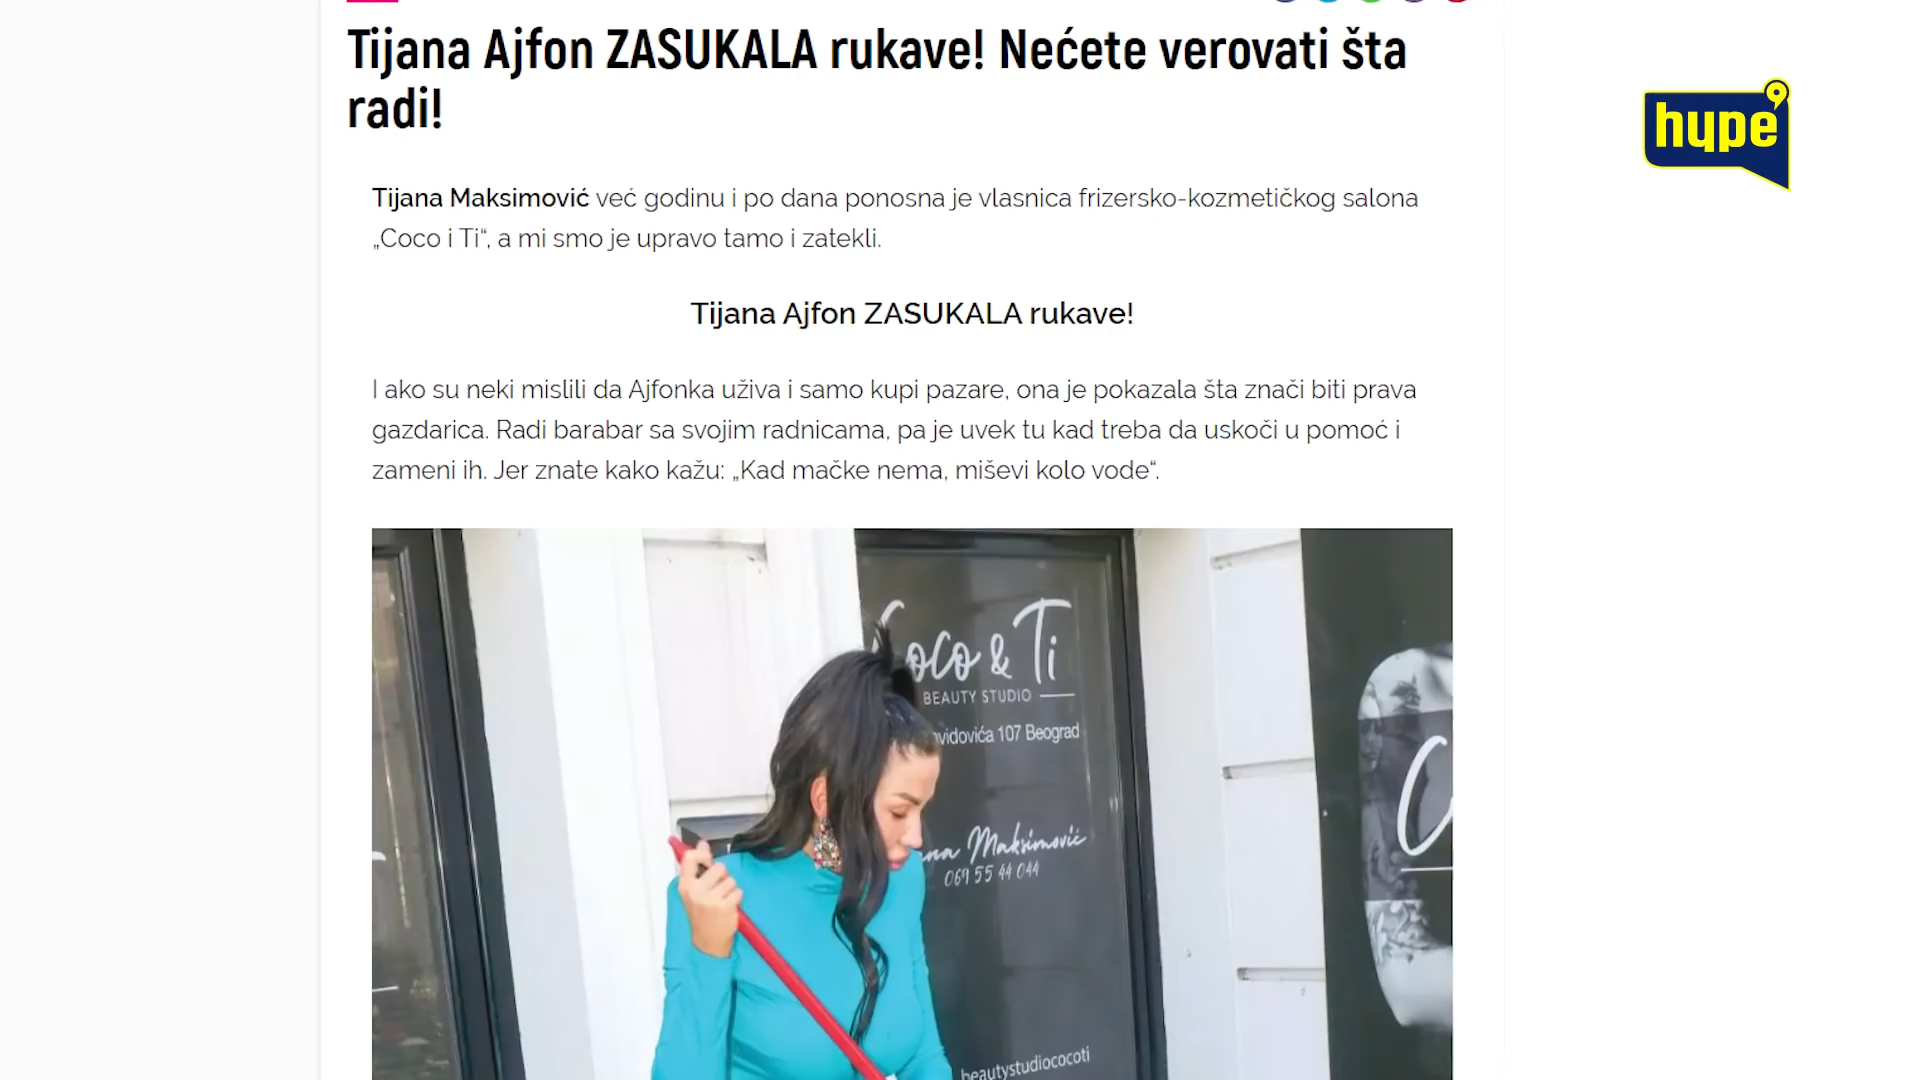 Tijana Ajfon ZASUKALA rukave! Nećete verovati šta
radi!
hype
Tijana Maksimović već godinu i po dana ponosna je vlasnica frizersko-kozmetičkog salona
„Coco i Ti“, a mi smo je upravo tamo i zatekli.
Tijana Ajfon ZASUKALA rukave!
I ako su neki mislili da Ajfonka uživa i samo kupi pazare, ona je pokazala šta znači biti prava
gazdarica. Radi barabar sa svojim radnicama, pa je uvek tu kad treba da uskoči u pomoć i
zameni ih. Jer znate kako kažu: „Kad mačke nema, miševi kolo vode“.
Coco & Ti
BEAUTY STUDIO
107 Beograd
Maksimović
069 55 44 044
beautystudiococoti